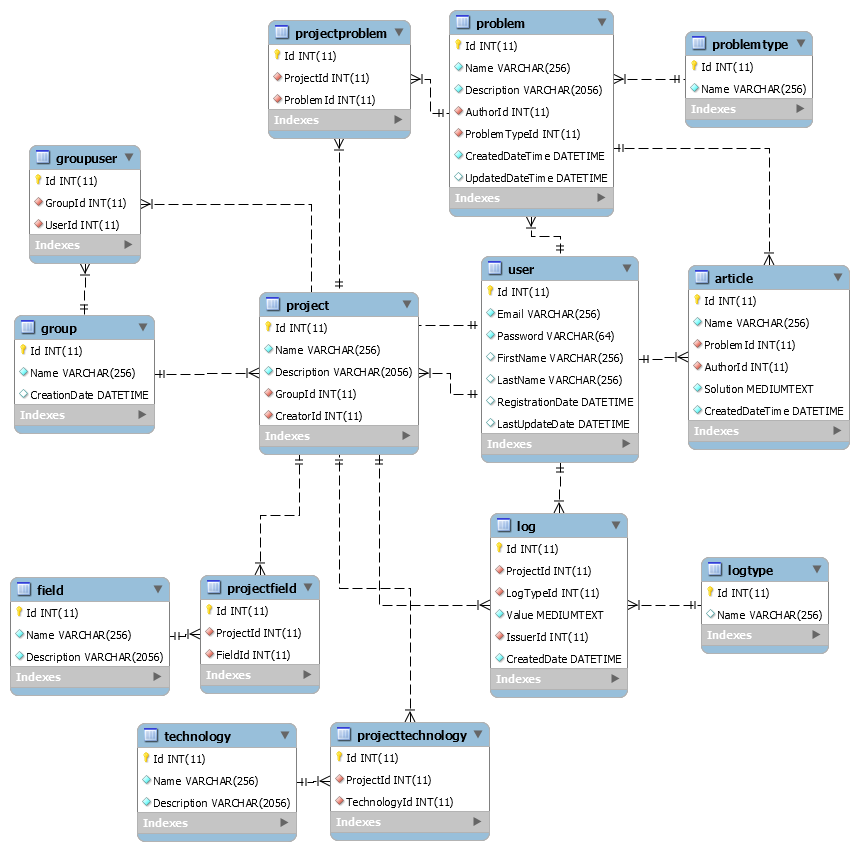 projectproblem
Id INT(11)
ProjectId INT(11)
ProblemId INT(11)
Indexes
problem
Id INT(11)
Name VARCHAR(256)
Description VARCHAR(2056)
AuthorId INT(11)
ProblemTypeId INT(11)
CreatedDateTime DATETIME
UpdatedDateTime DATETIME
Indexes
problemtype
Id INT(11)
Name VARCHAR(256)
Indexes
groupuser
Id INT(11)
GroupId INT(11)
UserId INT(11)
Indexes
group
Id INT(11)
Name VARCHAR(256)
CreationDate DATETIME
Indexes
project
Id INT(11)
Name VARCHAR(256)
Description VARCHAR(2056)
GroupId INT(11)
CreatorId INT(11)
Indexes
user
Id INT(11)
Email VARCHAR(256)
Password VARCHAR(64)
FirstName VARCHAR(256)
LastName VARCHAR(256)
RegistrationDate DATETIME
LastUpdateDate DATETIME
Indexes
article
Id INT(11)
Name VARCHAR(256)
ProblemId INT(11)
AuthorId INT(11)
Solution MEDIUMTEXT
CreatedDateTime DATETIME
Indexes
field
Id INT(11)
Name VARCHAR(256)
Description VARCHAR(2056)
Indexes
projectfield
Id INT(11)
ProjectId INT(11)
FieldId INT(11)
Indexes
log
Id INT(11)
ProjectId INT(11)
LogTypeId INT(11)
Value MEDIUMTEXT
IssuerId INT(11)
CreatedDate DATETIME
Indexes
logtype
Id INT(11)
Name VARCHAR(256)
Indexes
technology
Id INT(11)
Name VARCHAR(256)
Description VARCHAR(2056)
Indexes
projecttechnology
Id INT(11)
ProjectId INT(11)
TechnologyId INT(11)
Indexes